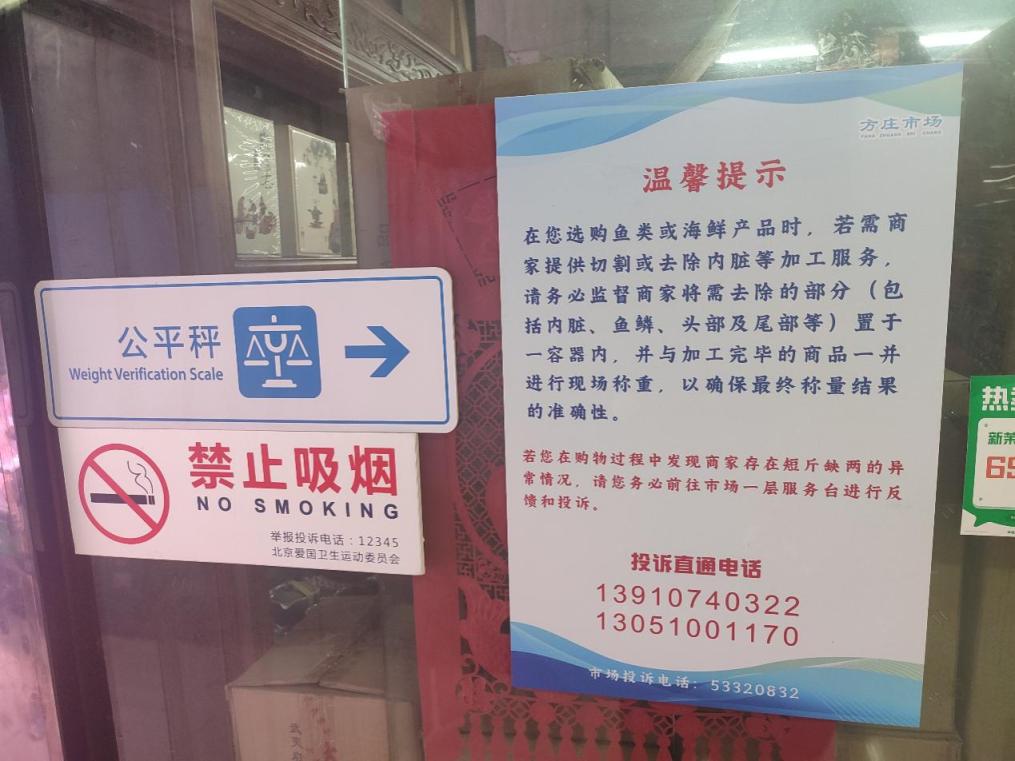 公平秤
Weight Verification Scale
禁止吸烟
NO SMOKING
举报投诉电话：12345
北京爱国卫生运动委员会
方庄市场
FANG ZHUANG SHI CHANG
温馨提示
在您选购鱼类或海鲜产品时，若需商
家提供切割或去除内脏等加工服务，
请务必监督商家将需去除的部分（包
括内脏、鱼鳞、头部及尾部等）置于
一容器内，并与加工完毕的商品一并
进行现场称重，以确保最终称量结果
的准确性。
若您在购物过程中发现商家存在短斤缺两的异
常情况，请您务必前往市场一层服务台进行反
馈和投诉。
投诉直通电话
13910740322
13051001170
市场投诉电话：53320832